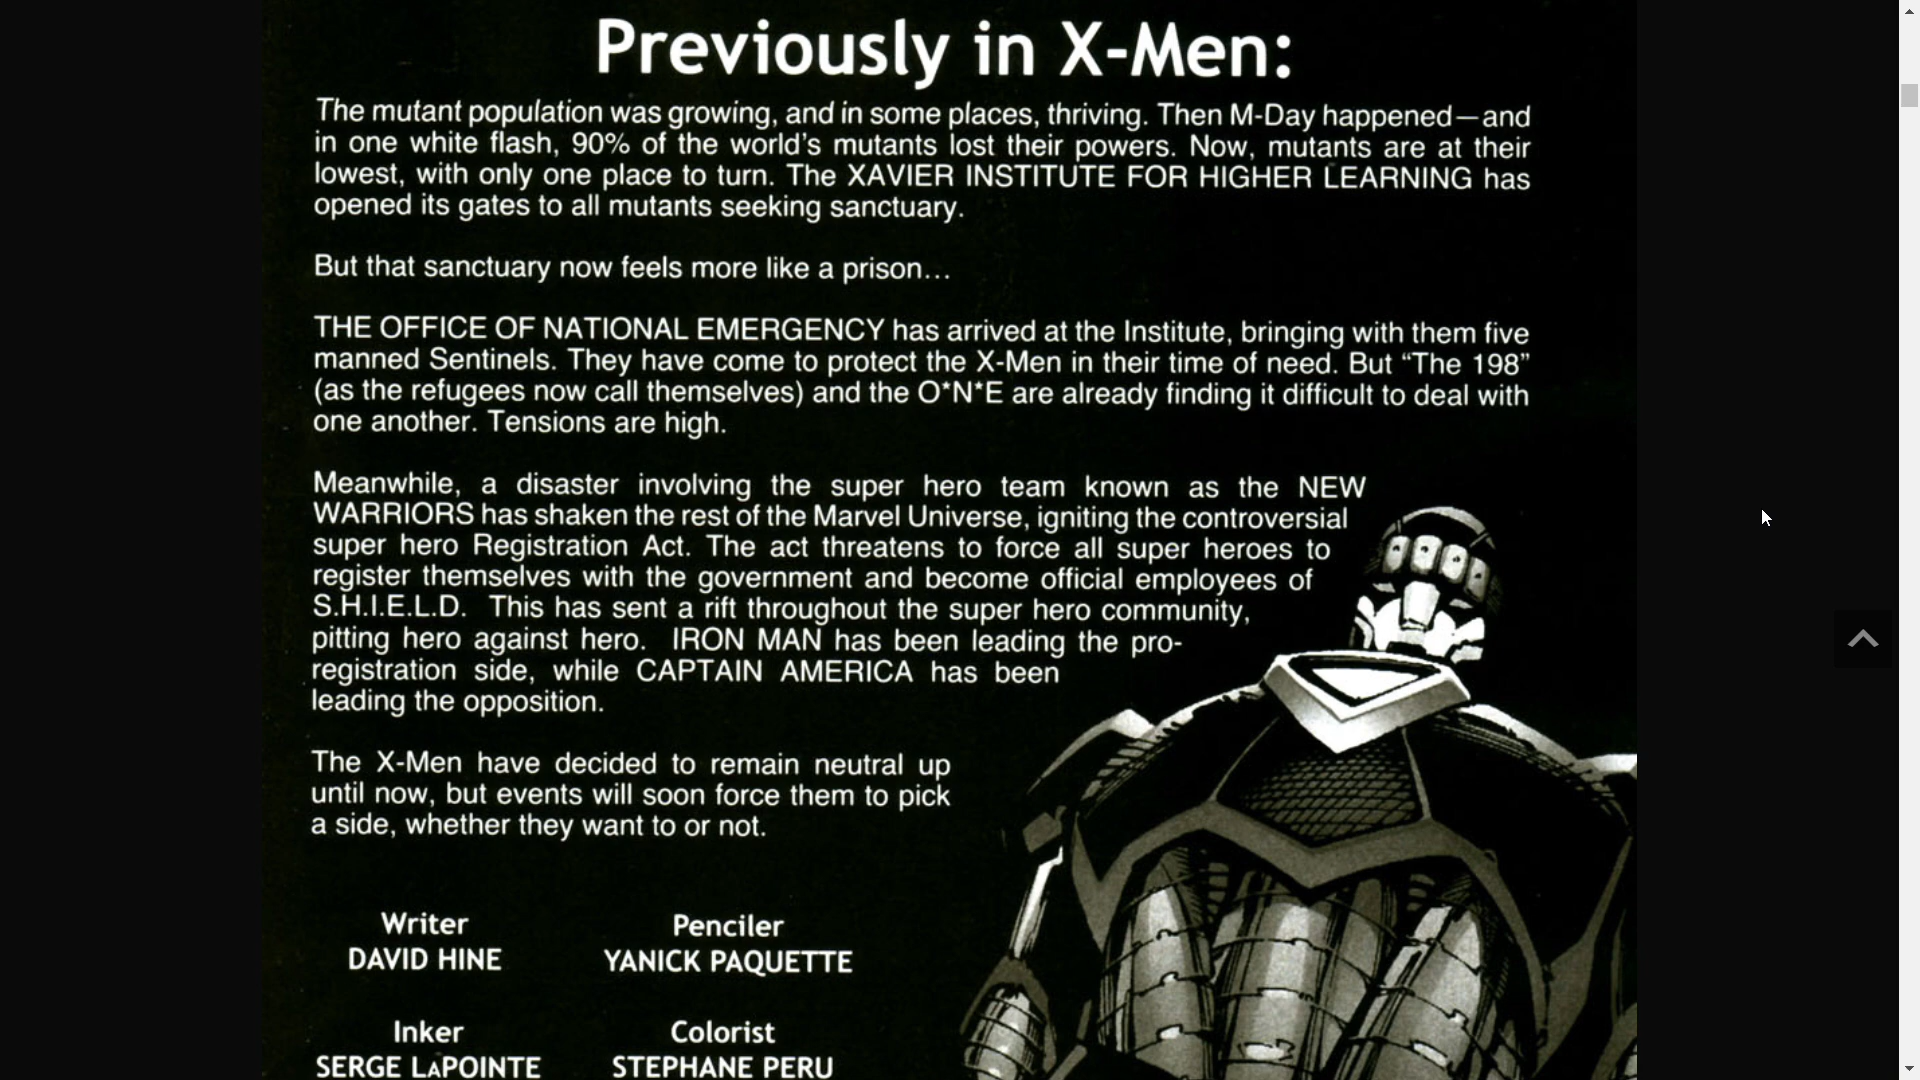 Previously in X-Men:
The mutant population was growing, and in some places, thriving. Then M-Day happened—and
in one white flash, 90% of the world's mutants lost their powers. Now, mutants are at their
lowest, with only one place to turn. The XAVIER INSTITUTE FOR HIGHER LEARNING has
opened its gates to all mutants seeking sanctuary.
But that sanctuary now feels more like a prison...
THE OFFICE OF NATIONAL EMERGENCY has arrived at the Institute, bringing with them five
manned Sentinels. They have come to protect the X-Men in their time of need. But “The 198”
(as the refugees now call themselves) and the O*N*E are already finding it difficult to deal with
one another. Tensions are high.
Meanwhile, a disaster involving the super hero team known as the NEW
WARRIORS has shaken the rest of the Marvel Universe, igniting the controversial
super hero Registration Act. The act threatens to force all super heroes to
register themselves with the government and become official employees of
S.H.I.E.L.D. This has sent a rift throughout the super hero community,
pitting hero against hero. IRON MAN has been leading the pro-
registration side, while CAPTAIN AMERICA has been
leading the opposition.
The X-Men have decided to remain neutral up
until now, but events will soon force them to pick
a side, whether they want to or not.
Writer
DAVID HINE
Penciler
YANICK PAQUETTE
Inker
SERGE LAPOINTE
Colorist
STEPHANE PERU